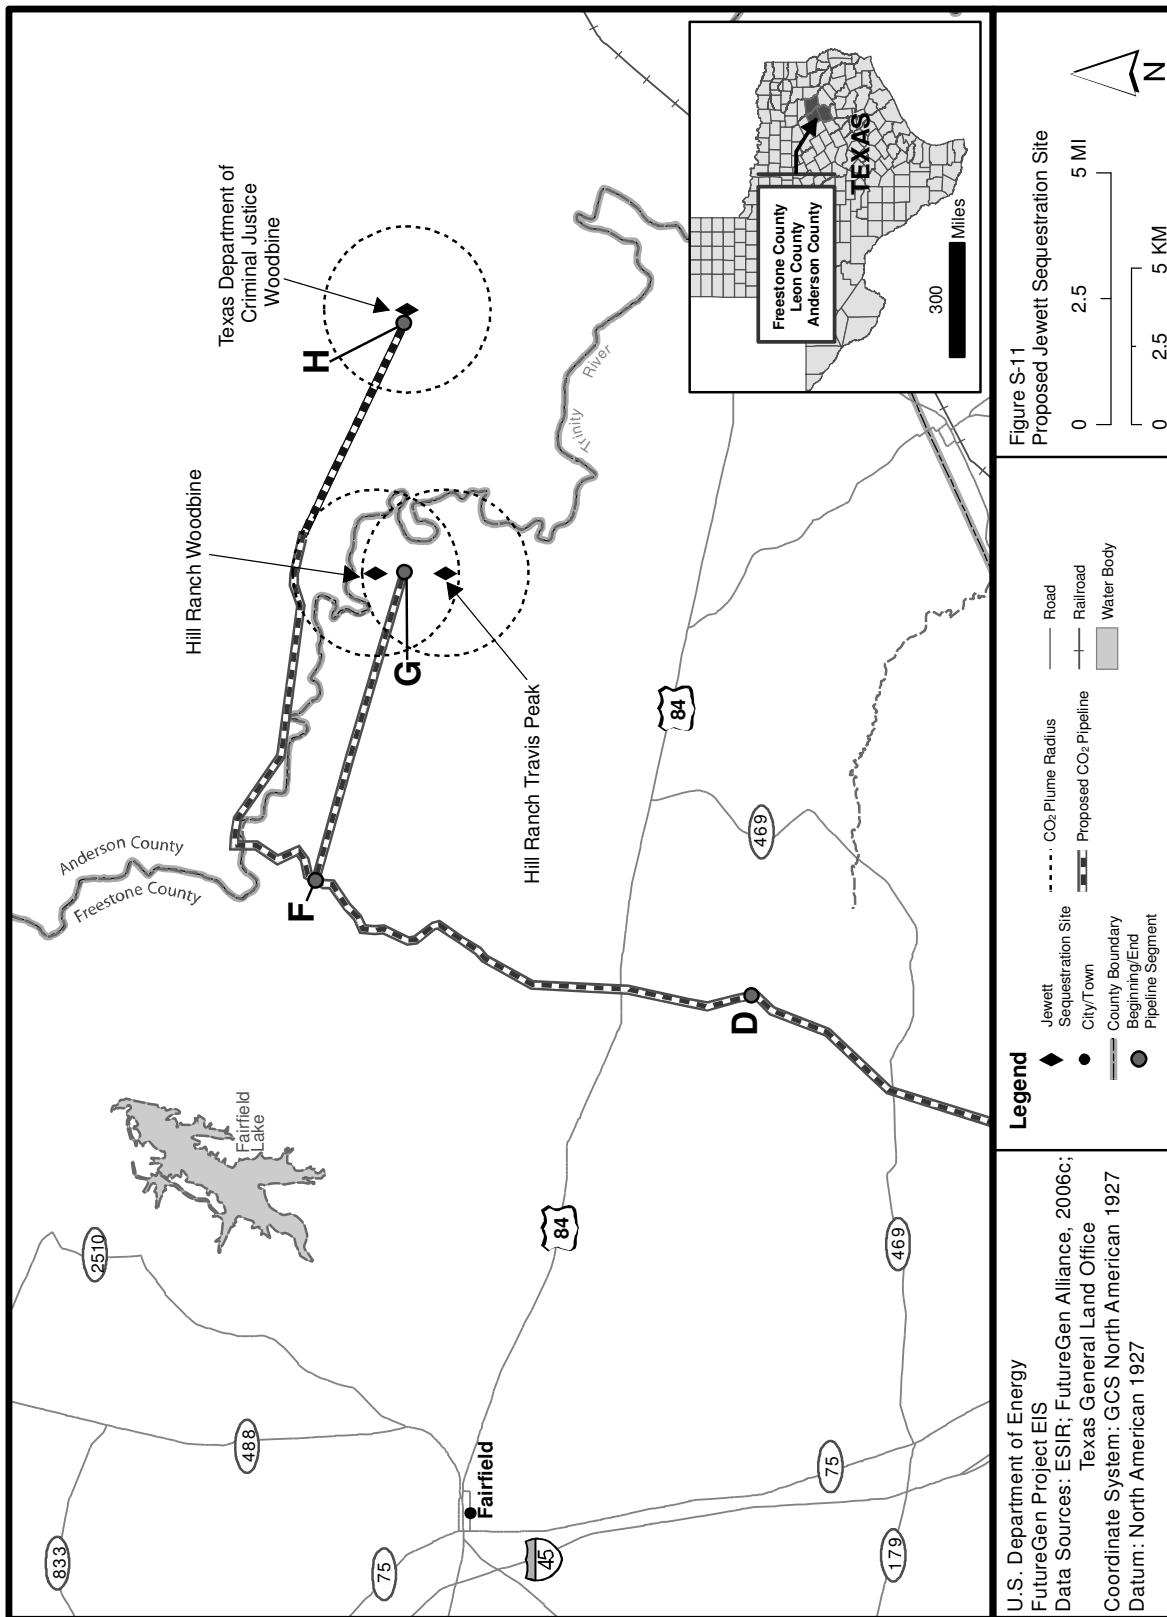 Anderson County
Freestone County
Fairfield
Lake
2510
833
488
75
Fairfield
45
84
469
179
75
469
84
F
D
G
H
Hill Ranch Woodbine
Hill Ranch Travis Peak
Texas Department of
Criminal Justice
Woodbine
Trinity
River
Freestone County
Leon County
Anderson County
TEXAS
300
Miles
U.S. Department of Energy
FutureGen Project EIS
Data Sources: ESIR; FutureGen Alliance, 2006c;
Texas General Land Office
Coordinate System: GCS North American 1927
Datum: North American 1927
Legend
Jewett
Sequestration Site
City/Town
County Boundary
Beginning/End
Pipeline Segment
CO₂ Plume Radius
Proposed CO₂ Pipeline
Road
Railroad
Water Body
Figure S-11
Proposed Jewett Sequestration Site
0 2.5 5 MI
0 2.5 5 KM
N